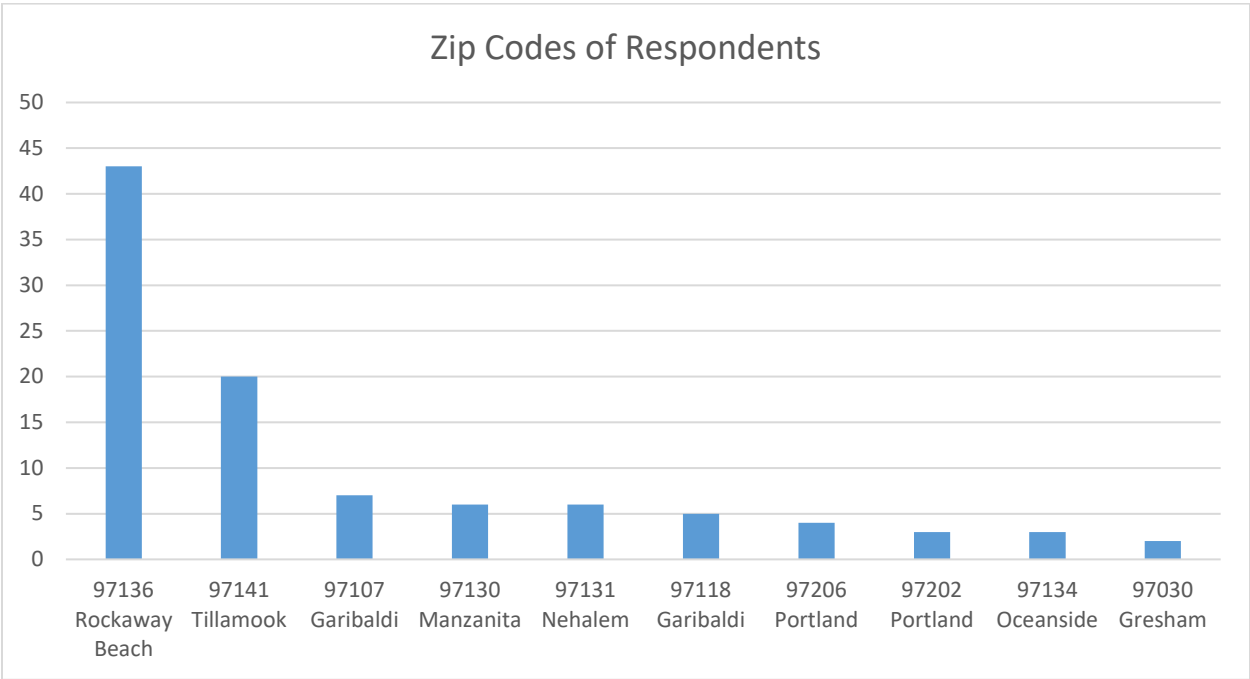 Zip Codes of Respondents
50
45
40
35
30
25
20
15
10
5
0
97136 97141 97107 97130 97131 97118 97206 97202 97134 97030
Rockaway Tillamook Garibaldi Manzanita Nehalem Garibaldi Portland Portland Oceanside Gresham
Beach